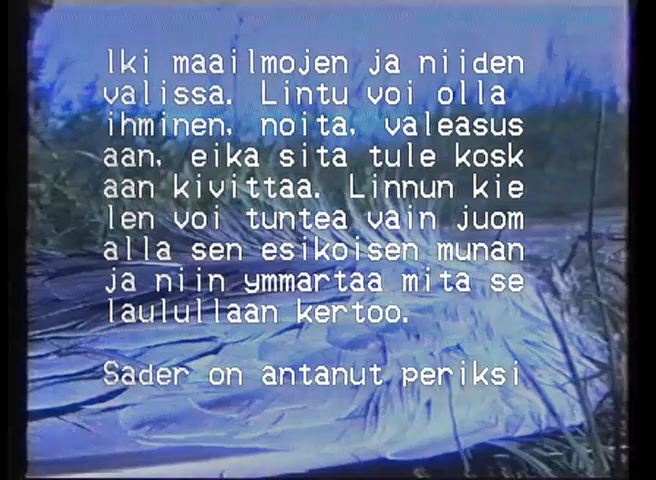 lki maailmojen ja niiden
valissa. Lintu voi olla
ihminen, noita, valeasus
aan, eika sita tule kosk
aan kivittaa. Linnun kie
len voi tuntea vain juom
alla sen esikoisen munan
ja niin ymmartaa mita se
laulullaan kertoo.
Sader on antanut periksi